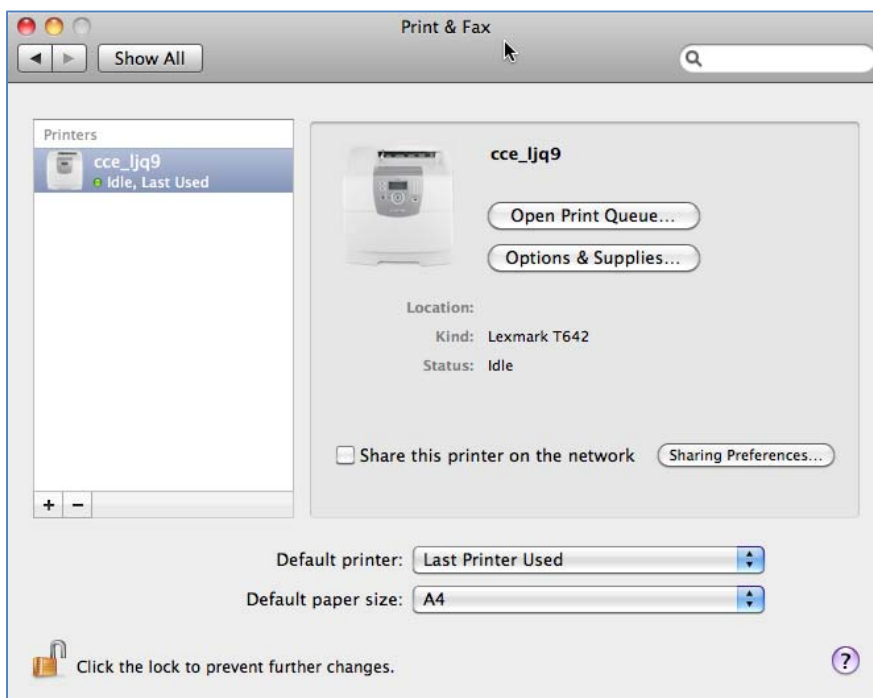 Print & Fax
Show All
Printers
cce_ljq9
Idle, Last Used
cce_ljq9
Open Print Queue...
Options & Supplies...
Location:
Kind: Lexmark T642
Status: Idle
Share this printer on the network
Sharing Preferences...
+ −
Default printer: Last Printer Used
Default paper size: A4
Click the lock to prevent further changes.
?